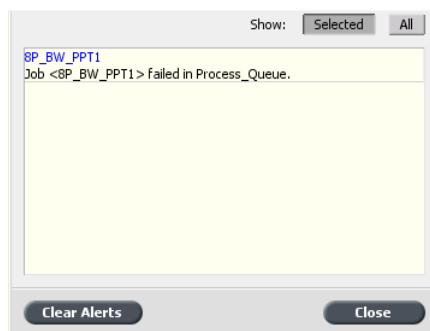 Show: Selected All
8P_BW_PPT1
Job <8P_BW_PPT1> failed in Process_Queue.
Clear Alerts Close